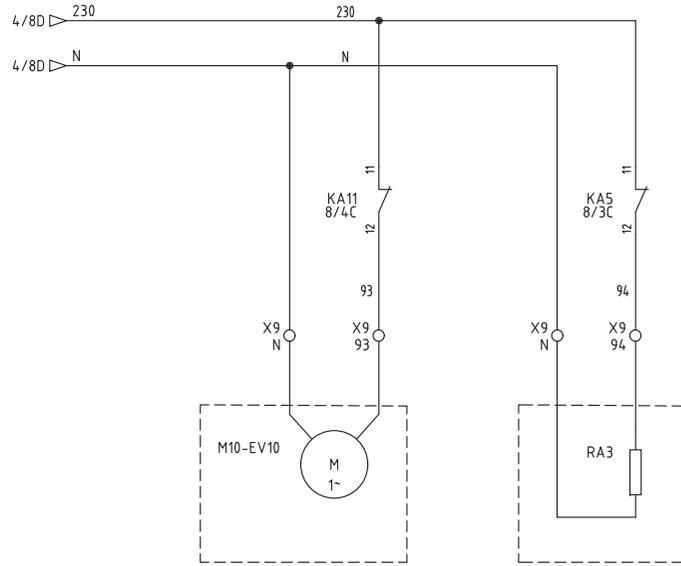 4/8D 230 230
4/8D N N
11 11
KA11 KA5
8/4C 8/3C
12 12
93 94
X9 X9 X9 X9
N 93 N 94
M10-EV10 RA3
M
1~